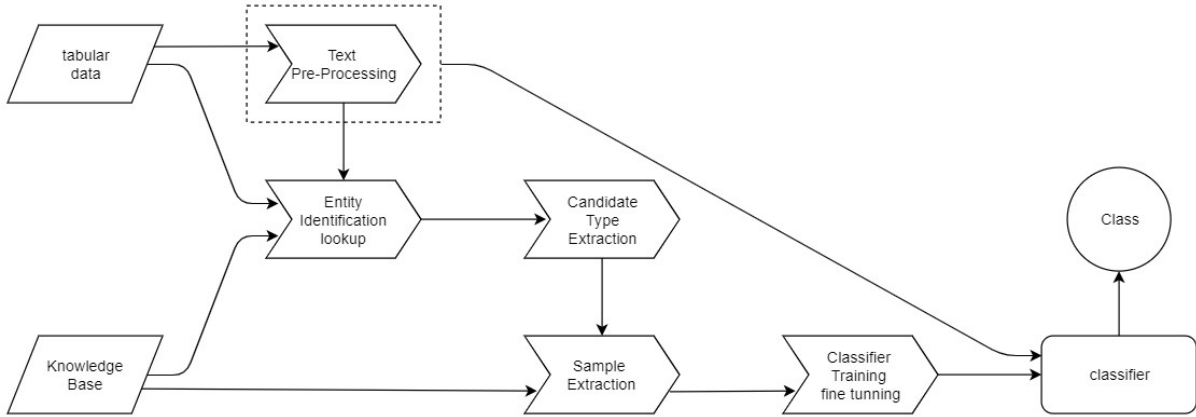 tabular
data
Text
Pre-Processing
Entity
Identification
lookup
Candidate
Type
Extraction
Class
Knowledge
Base
Sample
Extraction
Classifier
Training
fine tunning
classifier